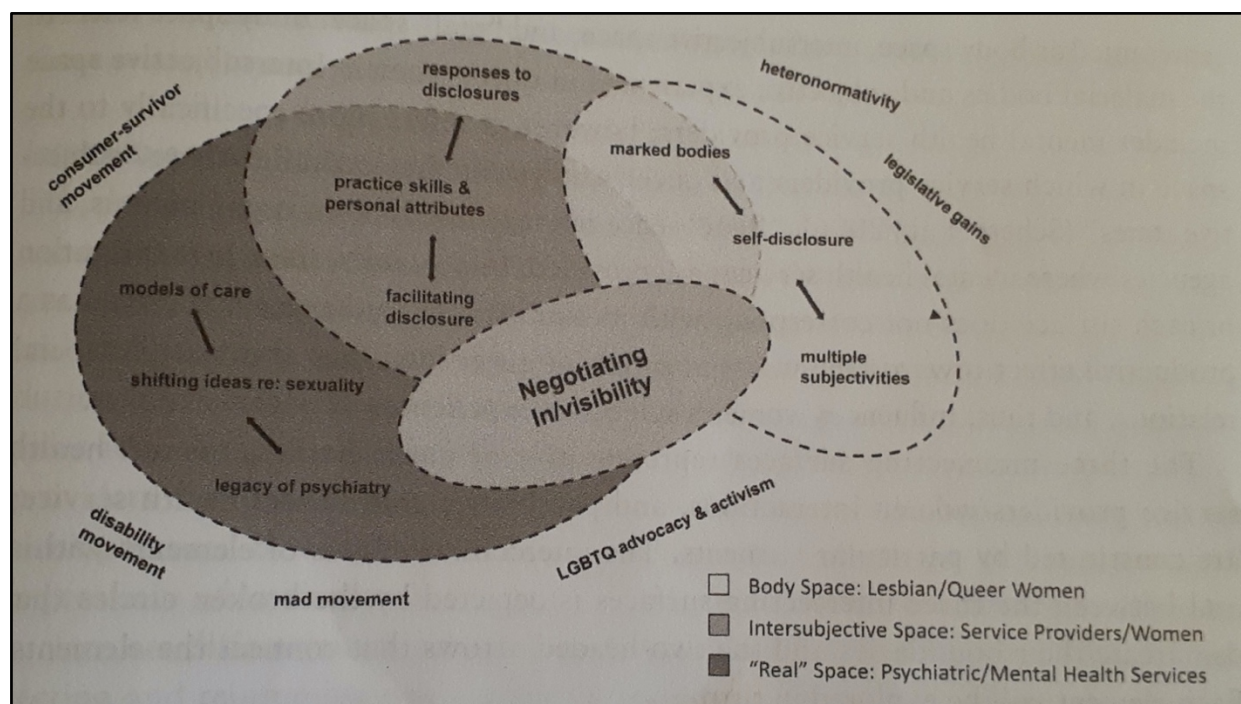 responses to
disclosures
heteronormativity
consumer-survivor
movement
marked bodies
legislative gains
practice skills &
personal attributes
self-disclosure
models of care
facilitating
disclosure
multiple
subjectivities
shifting ideas re: sexuality
Negotiating
In/visibility
legacy of psychiatry
disability
movement
LGBTQ advocacy & activism
mad movement
Body Space: Lesbian/Queer Women
Intersubjective Space: Service Providers/Women
“Real” Space: Psychiatric/Mental Health Services